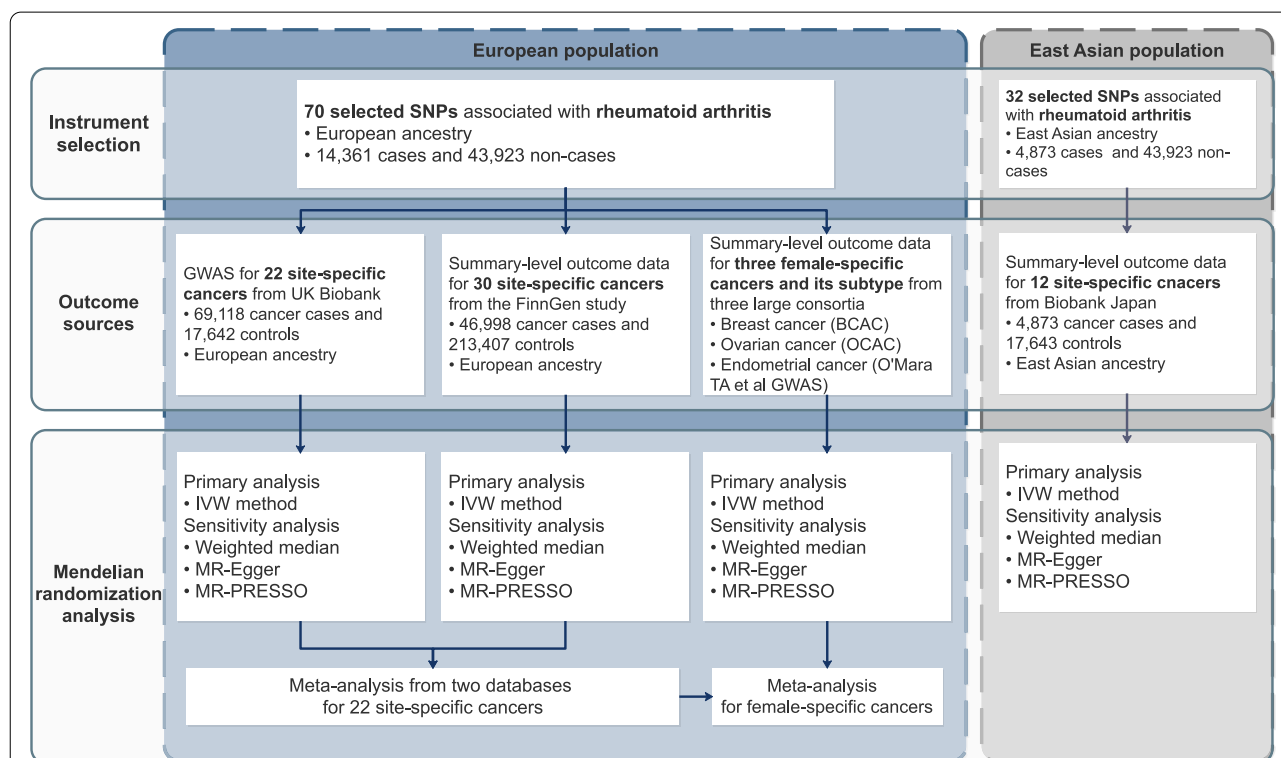 European population
East Asian population
Instrument
selection
70 selected SNPs associated with rheumatoid arthritis
• European ancestry
• 14,361 cases and 43,923 non-cases
32 selected SNPs associated
with rheumatoid arthritis
• East Asian ancestry
• 4,873 cases and 43,923 non-
cases
Outcome
sources
GWAS for 22 site-specific
cancers from UK Biobank
• 69,118 cancer cases and
17,642 controls
• European ancestry
Summary-level outcome data
for 30 site-specific cancers
from the FinnGen study
• 46,998 cancer cases and
213,407 controls
• European ancestry
Summary-level outcome data
for three female-specific
cancers and its subtype from
three large consortia
• Breast cancer (BCAC)
• Ovarian cancer (OCAC)
• Endometrial cancer (O'Mara
TA et al GWAS)
Summary-level outcome data
for 12 site-specific cnacers
from Biobank Japan
• 4,873 cancer cases and
17,643 controls
• East Asian ancestry
Mendelian
randomization
analysis
Primary analysis
• IVW method
Sensitivity analysis
• Weighted median
• MR-Egger
• MR-PRESSO
Primary analysis
• IVW method
Sensitivity analysis
• Weighted median
• MR-Egger
• MR-PRESSO
Primary analysis
• IVW method
Sensitivity analysis
• Weighted median
• MR-Egger
• MR-PRESSO
Primary analysis
• IVW method
Sensitivity analysis
• Weighted median
• MR-Egger
• MR-PRESSO
Meta-analysis from two databases
for 22 site-specific cancers
Meta-analysis
for female-specific cancers